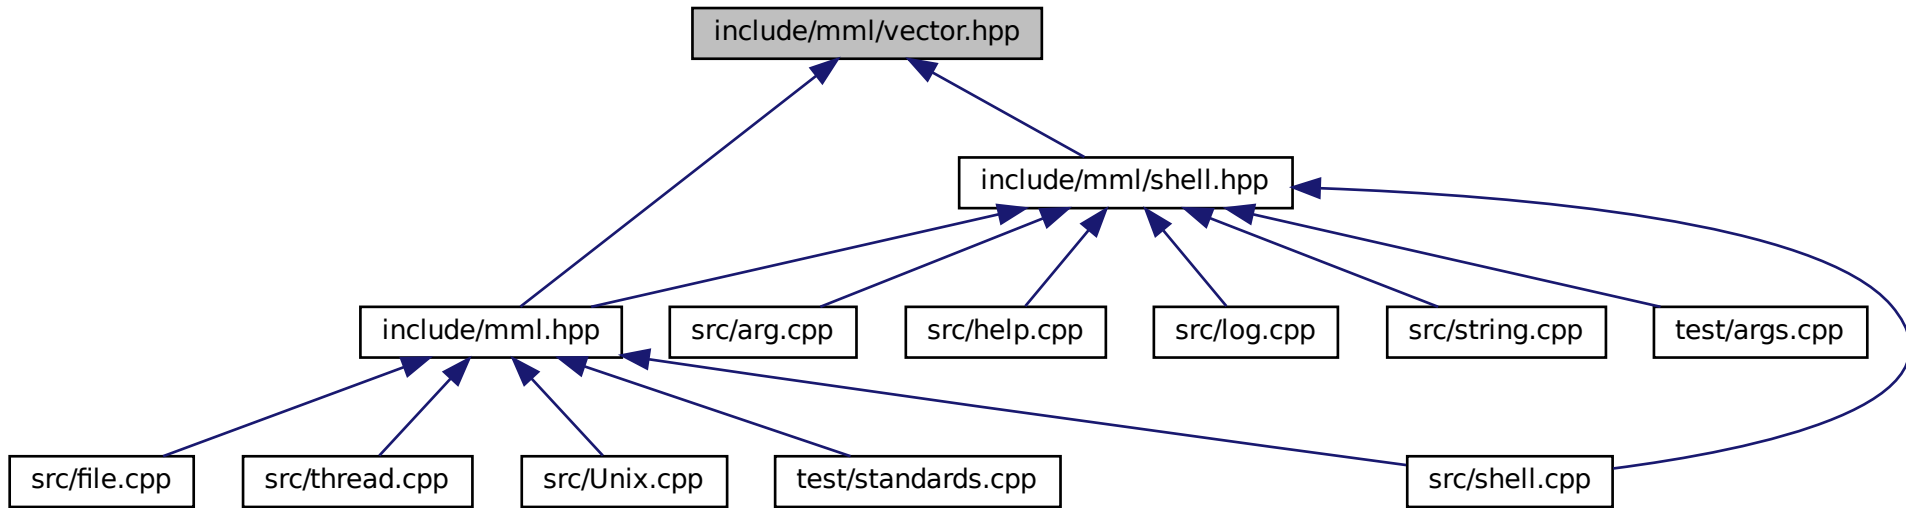 include/mml/vector.hpp
include/mml/shell.hpp
include/mml.hpp
src/arg.cpp
src/help.cpp
src/log.cpp
src/string.cpp
test/args.cpp
src/file.cpp
src/thread.cpp
src/Unix.cpp
test/standards.cpp
src/shell.cpp